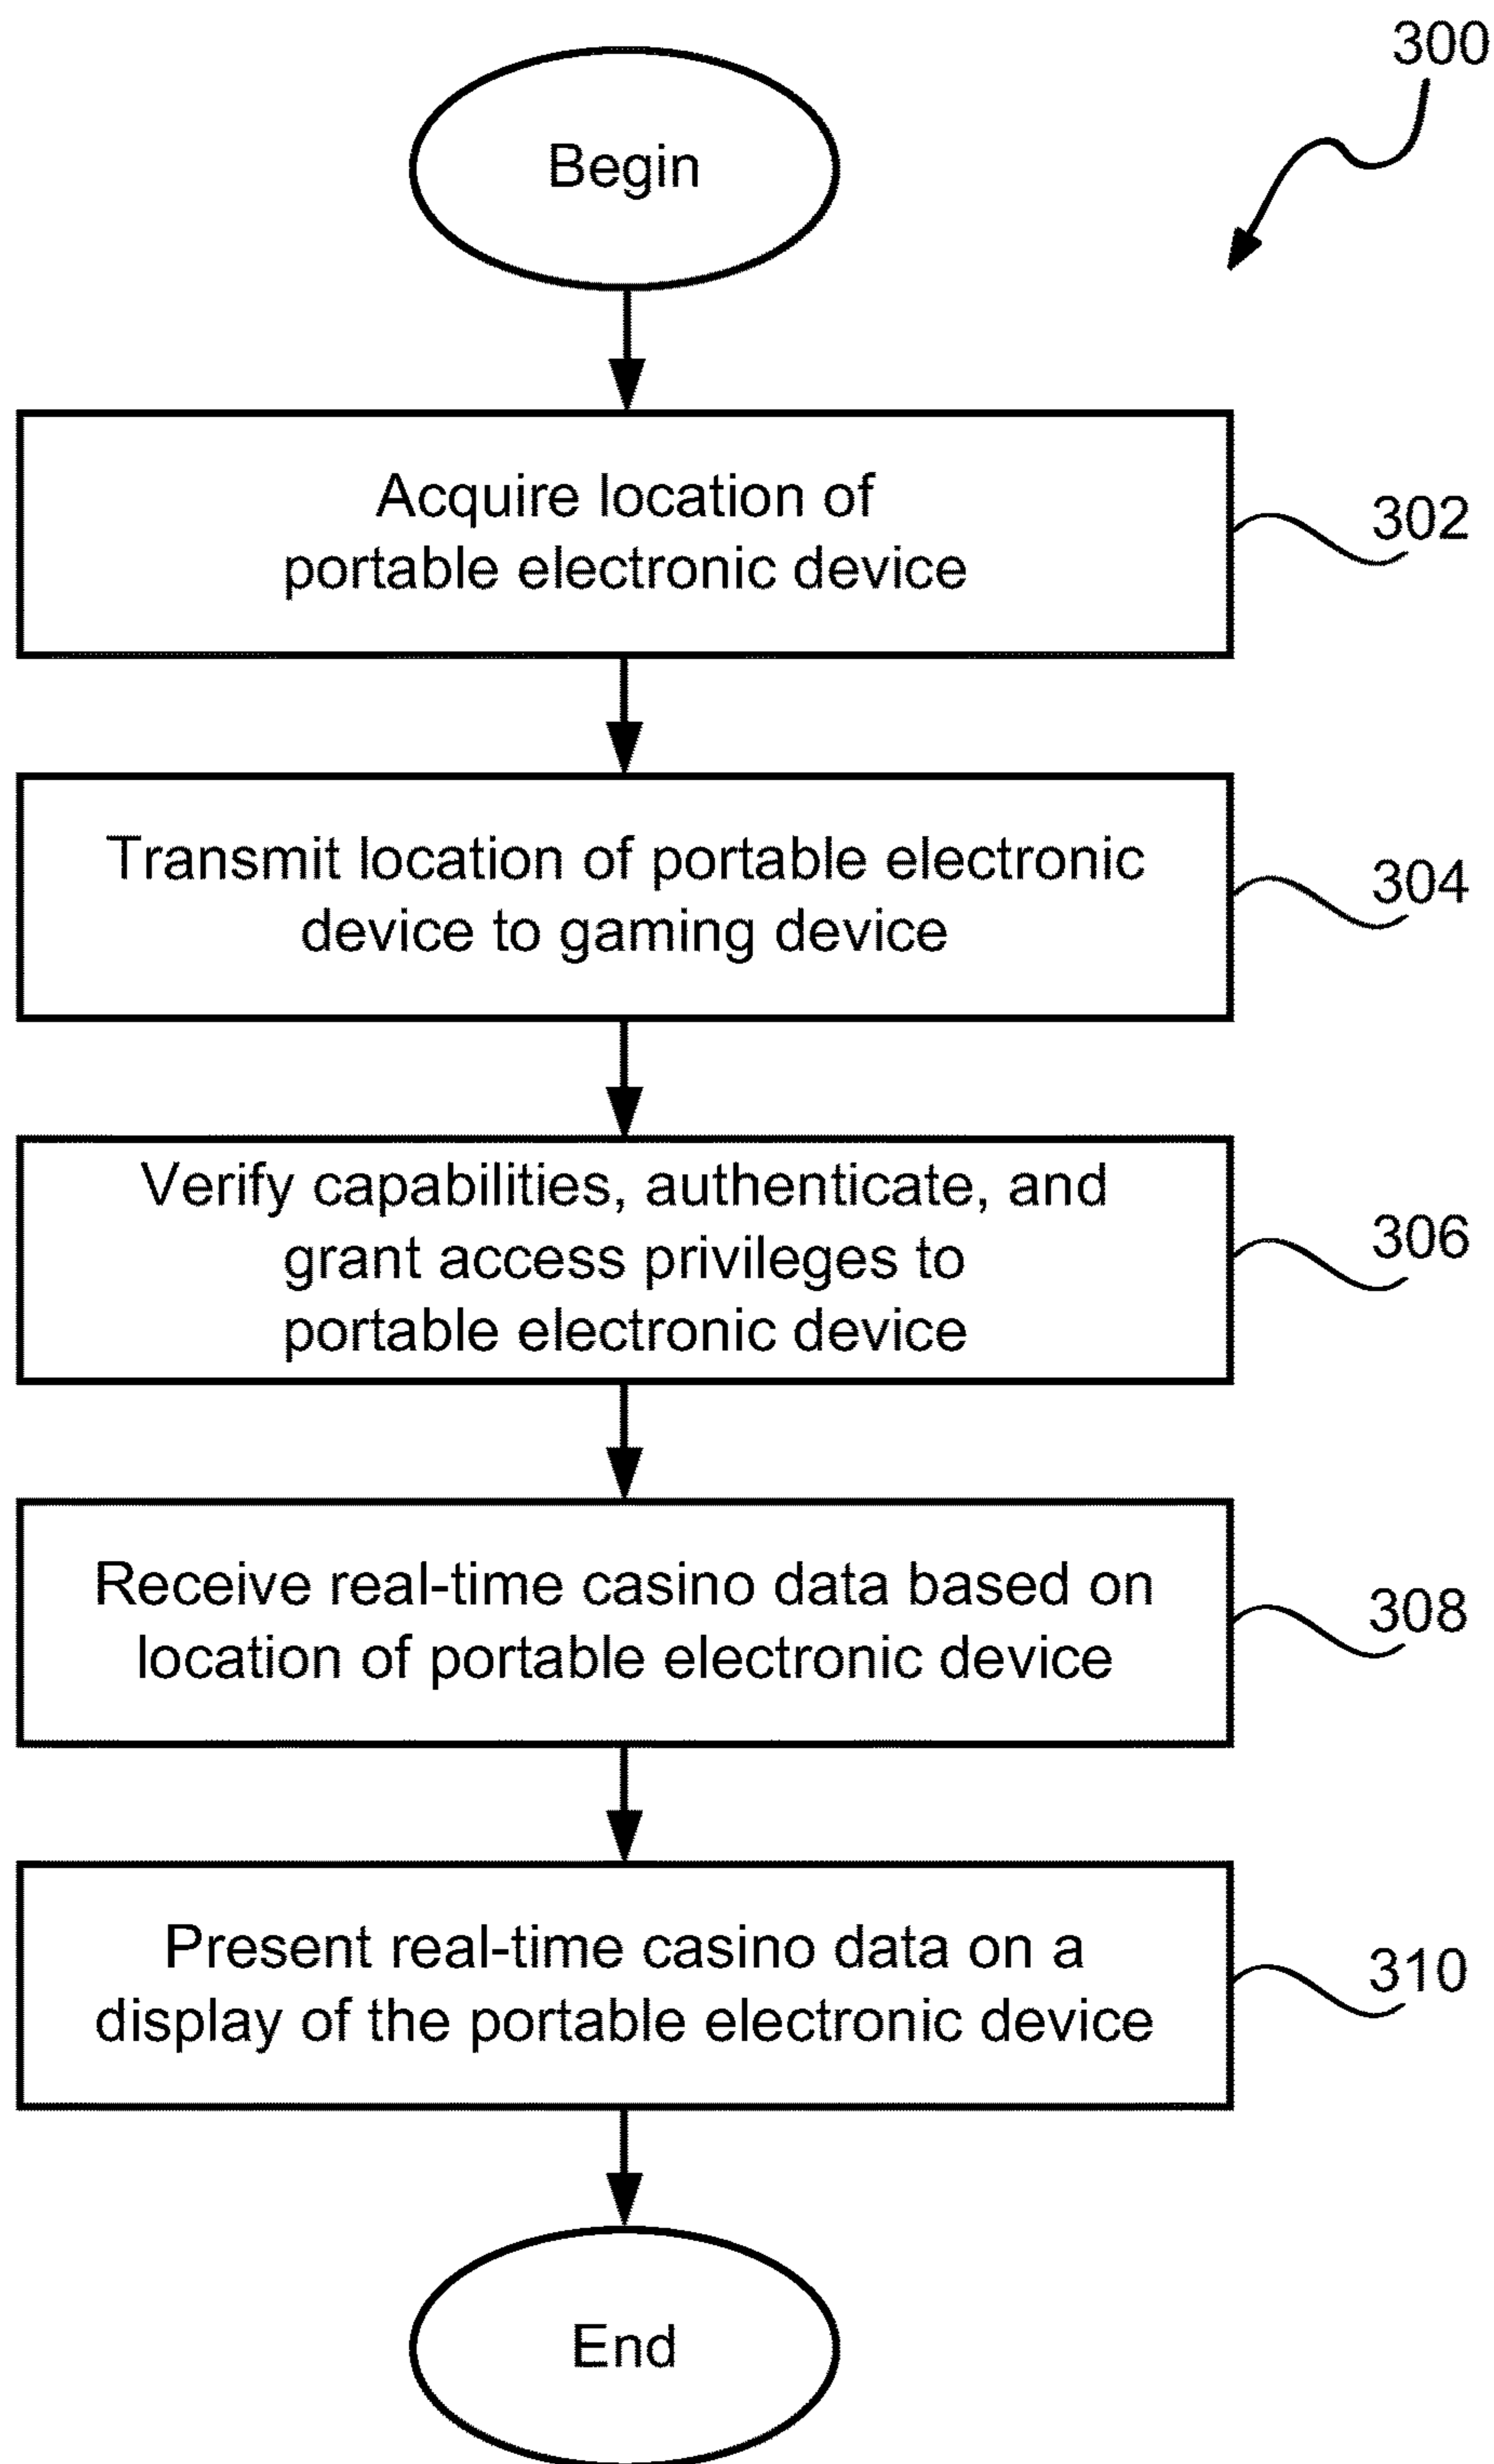 300
Begin
Acquire location of
portable electronic device
302
Transmit location of portable electronic
device to gaming device
304
Verify capabilities, authenticate, and
grant access privileges to
portable electronic device
306
Receive real-time casino data based on
location of portable electronic device
308
Present real-time casino data on a
display of the portable electronic device
310
End